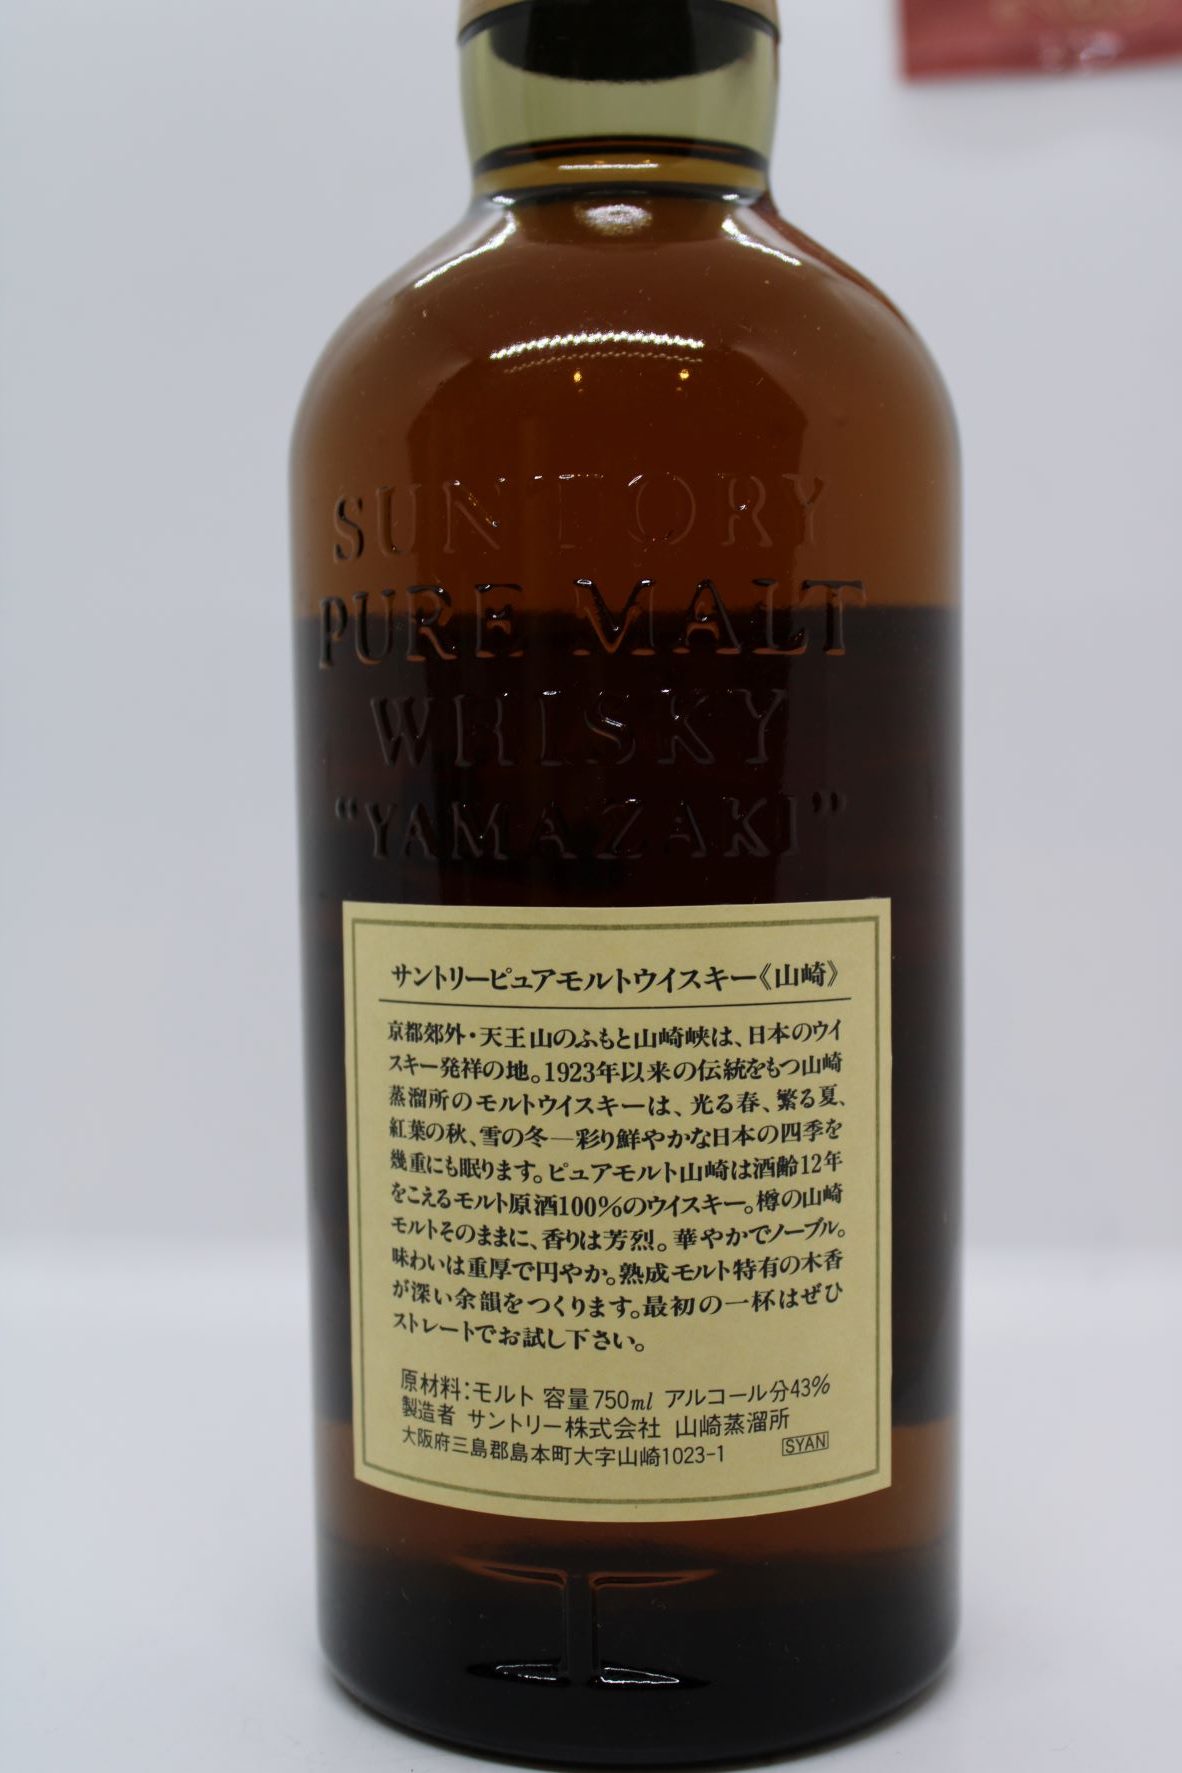 SUNTORY
PURE MALT
WHISKY
"YAMAZAKI"
サントリーピュアモルトウイスキー《山崎》
京都郊外・天王山のふもと山崎峡は、日本のウイ
スキー発祥の地。1923年以来の伝統をもつ山崎
蒸溜所のモルトウイスキーは、光る春、繁る夏、
紅葉の秋、雪の冬―彩り鮮やかな日本の四季を
幾重にも眠ります。ピュアモルト山崎は酒齢12年
をこえるモルト原酒100%のウイスキー。樽の山崎
モルトそのままに、香りは芳烈。華やかでノーブル。
味わいは重厚で円やか。熟成モルト特有の木香
が深い余韻をつくります。最初の一杯はぜひ
ストレートでお試し下さい。
原材料:モルト 容量750ml アルコール分43%
製造者 サントリー株式会社 山崎蒸溜所
大阪府三島郡島本町大字山崎1023-1
SYAN